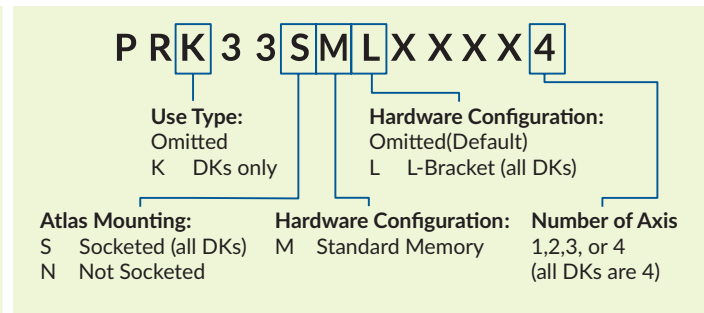 PRK33SMLXXXX4
Use Type:
Omitted
K DKs only
Hardware Configuration:
Omitted(Default)
L L-Bracket (all DKs)
Atlas Mounting:
S Socketed (all DKs)
N Not Socketed
Hardware Configuration:
M Standard Memory
Number of Axis
1,2,3, or 4
(all DKs are 4)